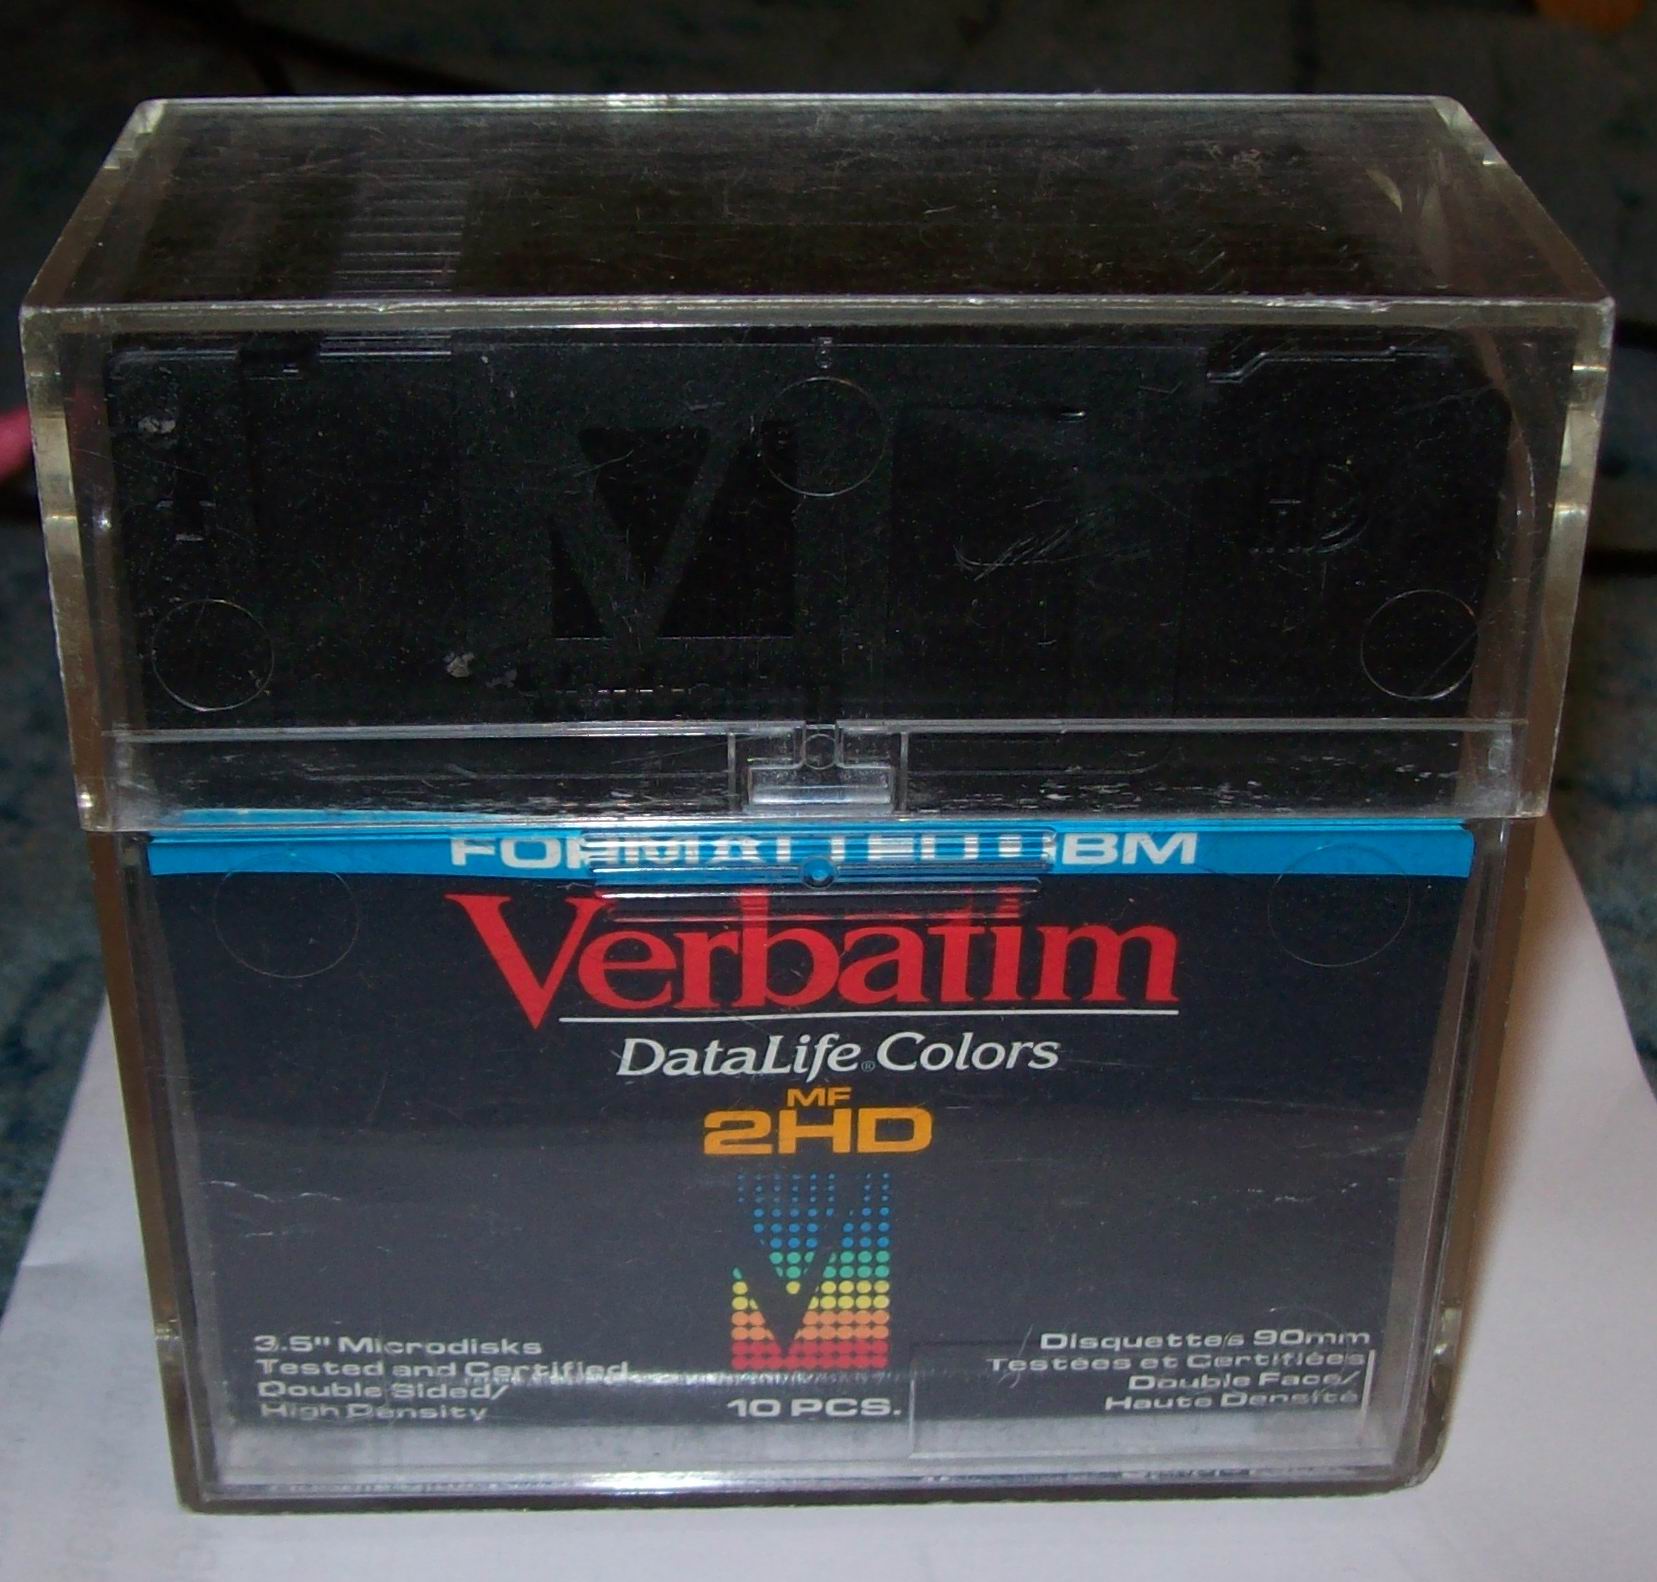 HD
FORMATTED IBM
Verbatim
DataLife® Colors
MF
2HD
3.5" Microdisks
Tested and Certified
Double Sided/
High Density
10 PCS.
Disquettes 90mm
Testées et Certifiées
Double Face/
Haute Densité